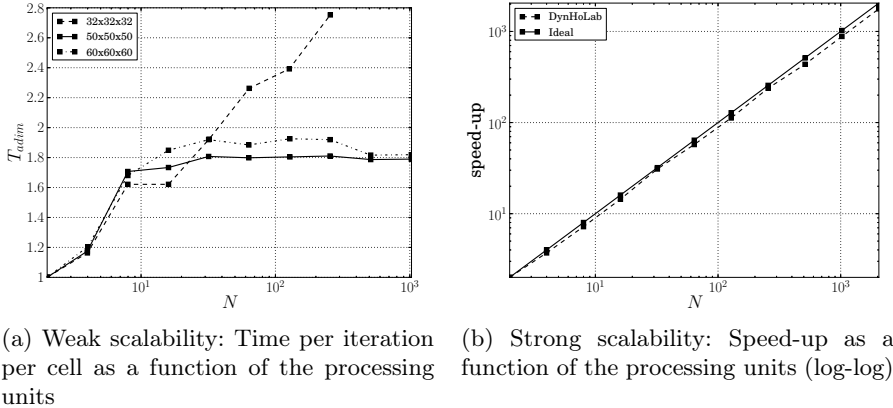 2.8
2.6
2.4
2.2
2
1.8
1.6
1.4
1.2
1
T_adim
32x32x32
50x50x50
60x60x60
10^1
10^2
10^3
N
10^3
10^2
10^1
speed-up
DynHoLab
Ideal
10^1
10^2
10^3
N
(a) Weak scalability: Time per iteration
per cell as a function of the processing
units
(b) Strong scalability: Speed-up as a
function of the processing units (log-log)